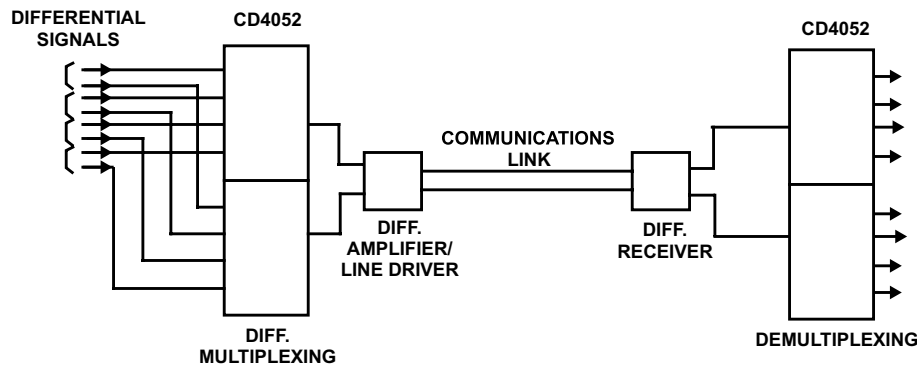 DIFFERENTIAL
SIGNALS
CD4052
CD4052
COMMUNICATIONS
LINK
DIFF.
AMPLIFIER/
LINE DRIVER
DIFF.
RECEIVER
DIFF.
MULTIPLEXING
DEMULTIPLEXING